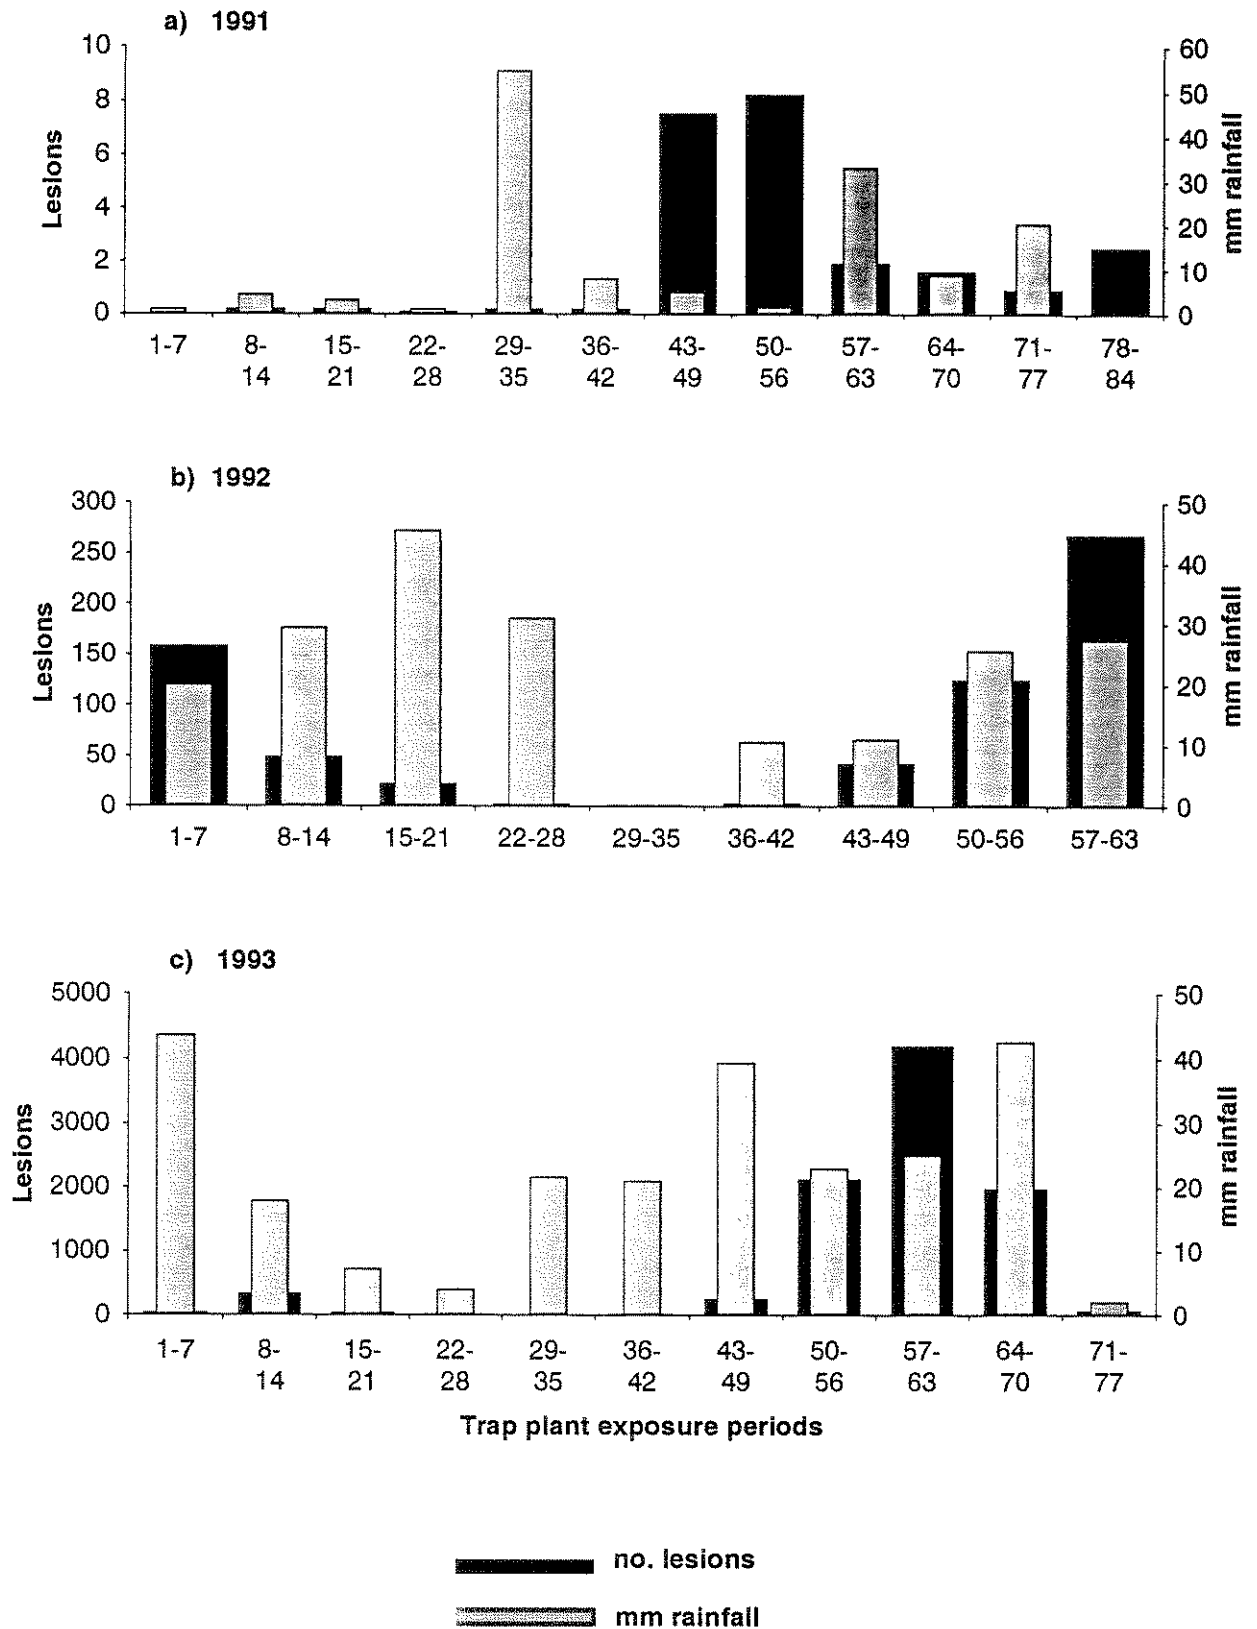 a) 1991
10
8
6
4
2
0
Lesions
60
50
40
30
20
10
0
mm rainfall
1-7 8-14 15-21 22-28 29-35 36-42 43-49 50-56 57-63 64-70 71-77 78-84
b) 1992
300
250
200
150
100
50
0
Lesions
50
40
30
20
10
0
mm rainfall
1-7 8-14 15-21 22-28 29-35 36-42 43-49 50-56 57-63
c) 1993
5000
4000
3000
2000
1000
0
Lesions
50
40
30
20
10
0
mm rainfall
1-7 8-14 15-21 22-28 29-35 36-42 43-49 50-56 57-63 64-70 71-77
Trap plant exposure periods
no. lesions
mm rainfall